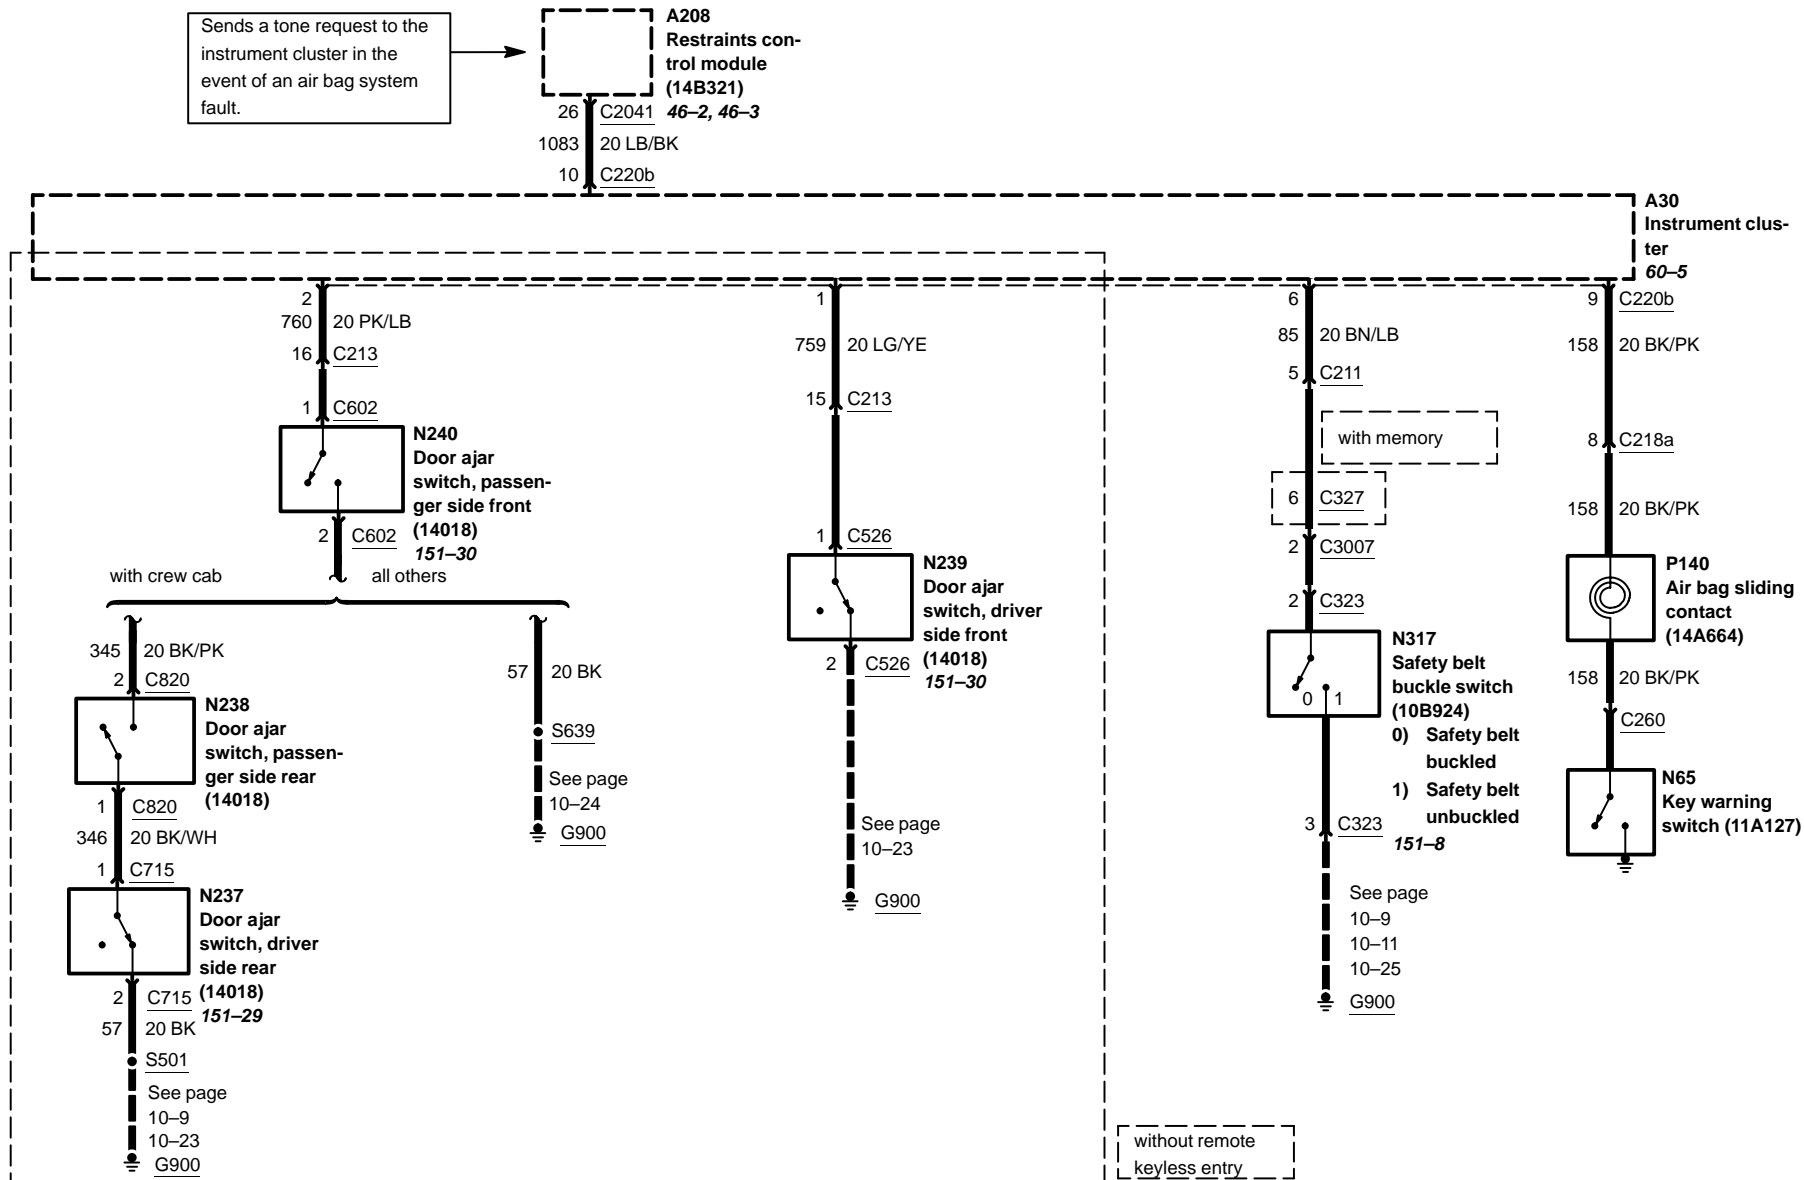 Sends a tone request to the
instrument cluster in the
event of an air bag system
fault.
A208
Restraints con-
trol module
(14B321)
46–2, 46–3
26 C2041
1083 20 LB/BK
10 C220b
A30
Instrument clus-
ter
60–5
2
760 20 PK/LB
16 C213
1 C602
N240
Door ajar
switch, passen-
ger side front
(14018)
151–30
2 C602
with crew cab
all others
345 20 BK/PK
2 C820
N238
Door ajar
switch, passen-
ger side rear
(14018)
1 C820
346 20 BK/WH
1 C715
N237
Door ajar
switch, driver
side rear
(14018)
151–29
2 C715
57 20 BK
S501
See page
10–9
10–23
G900
57 20 BK
S639
See page
10–24
G900
1
759 20 LG/YE
15 C213
1 C526
N239
Door ajar
switch, driver
side front
(14018)
151–30
2 C526
See page
10–23
G900
6
85 20 BN/LB
5 C211
with memory
6 C327
2 C3007
2 C323
N317
Safety belt
buckle switch
(10B924)
0) Safety belt
buckled
1) Safety belt
unbuckled
151–8
0 1
3 C323
See page
10–9
10–11
10–25
G900
9 C220b
158 20 BK/PK
8 C218a
158 20 BK/PK
P140
Air bag sliding
contact
(14A664)
158 20 BK/PK
C260
N65
Key warning
switch (11A127)
without remote
keyless entry